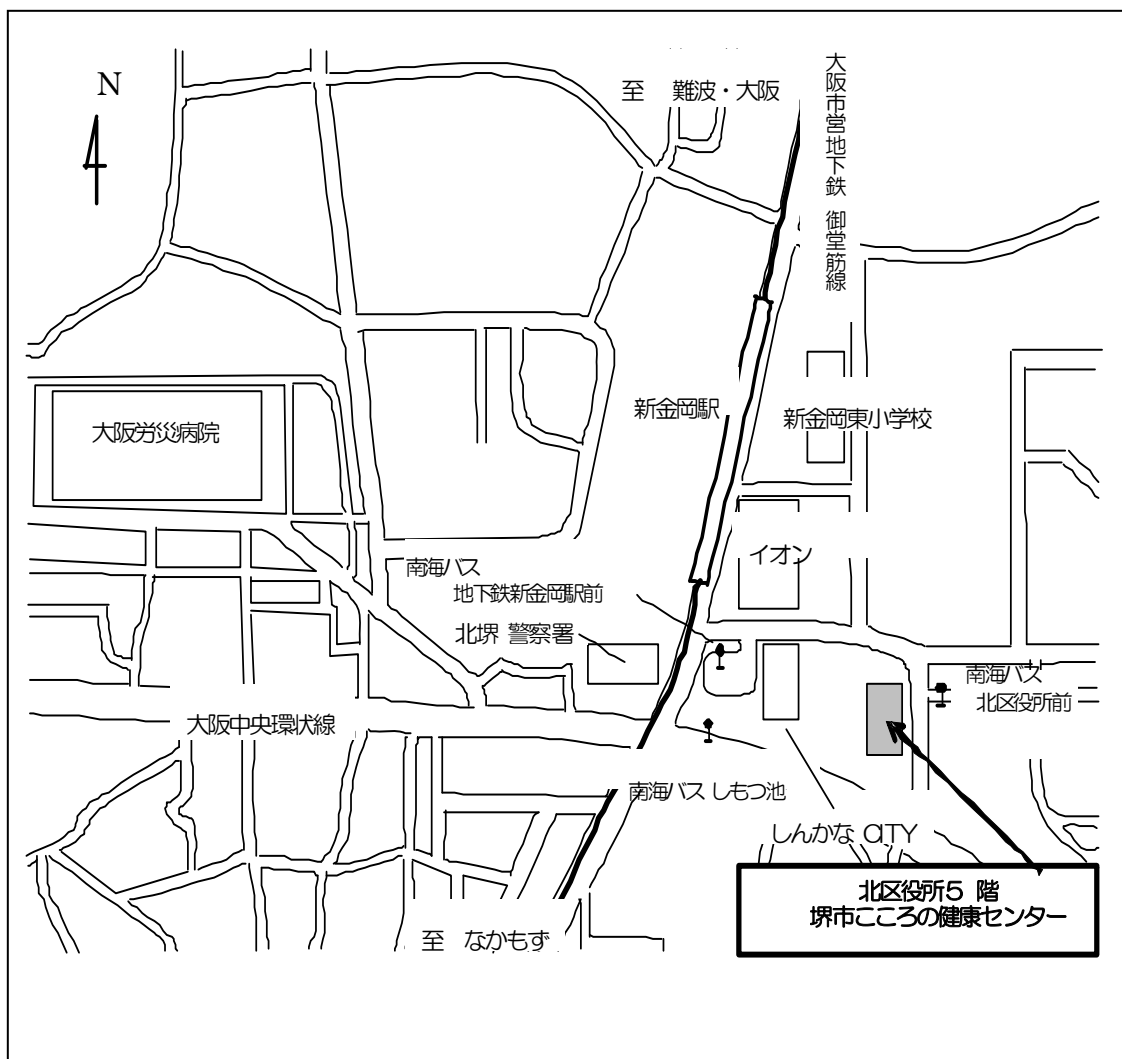 N
至 難波・大阪
大阪市営地下鉄 御堂筋線
新金岡駅
新金岡東小学校
大阪労災病院
イオン
南海バス
地下鉄新金岡駅前
北堺 警察署
南海バス
北区役所前
大阪中央環状線
南海バス しもつ池
しんかな CITY
北区役所5 階
堺市こころの健康センター
至 なかもず